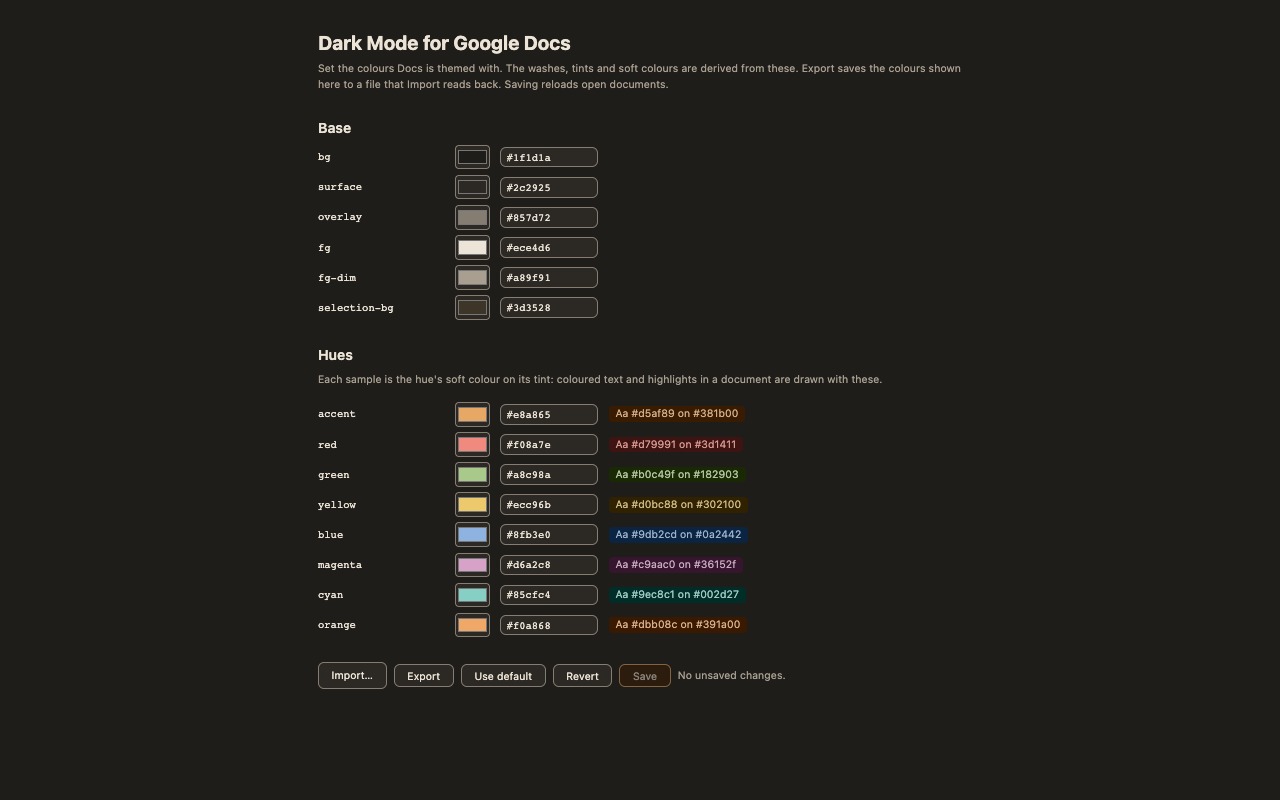 Dark Mode for Google Docs
Set the colours Docs is themed with. The washes, tints and soft colours are derived from these. Export saves the colours shown
here to a file that Import reads back. Saving reloads open documents.
Base
bg #1f1d1a
surface #2c2925
overlay #857d72
fg #ece4d6
fg-dim #a89f91
selection-bg #3d3528
Hues
Each sample is the hue's soft colour on its tint: coloured text and highlights in a document are drawn with these.
accent #e8a865 Aa #d5af89 on #381b00
red #f08a7e Aa #d79991 on #3d1411
green #a8c98a Aa #b0c49f on #182903
yellow #ecc96b Aa #d0bc88 on #302100
blue #8fb3e0 Aa #9db2cd on #0a2442
magenta #d6a2c8 Aa #c9aac0 on #36152f
cyan #85cfc4 Aa #9ec8c1 on #002d27
orange #f0a868 Aa #dbb08c on #391a00
Import... Export Use default Revert Save No unsaved changes.